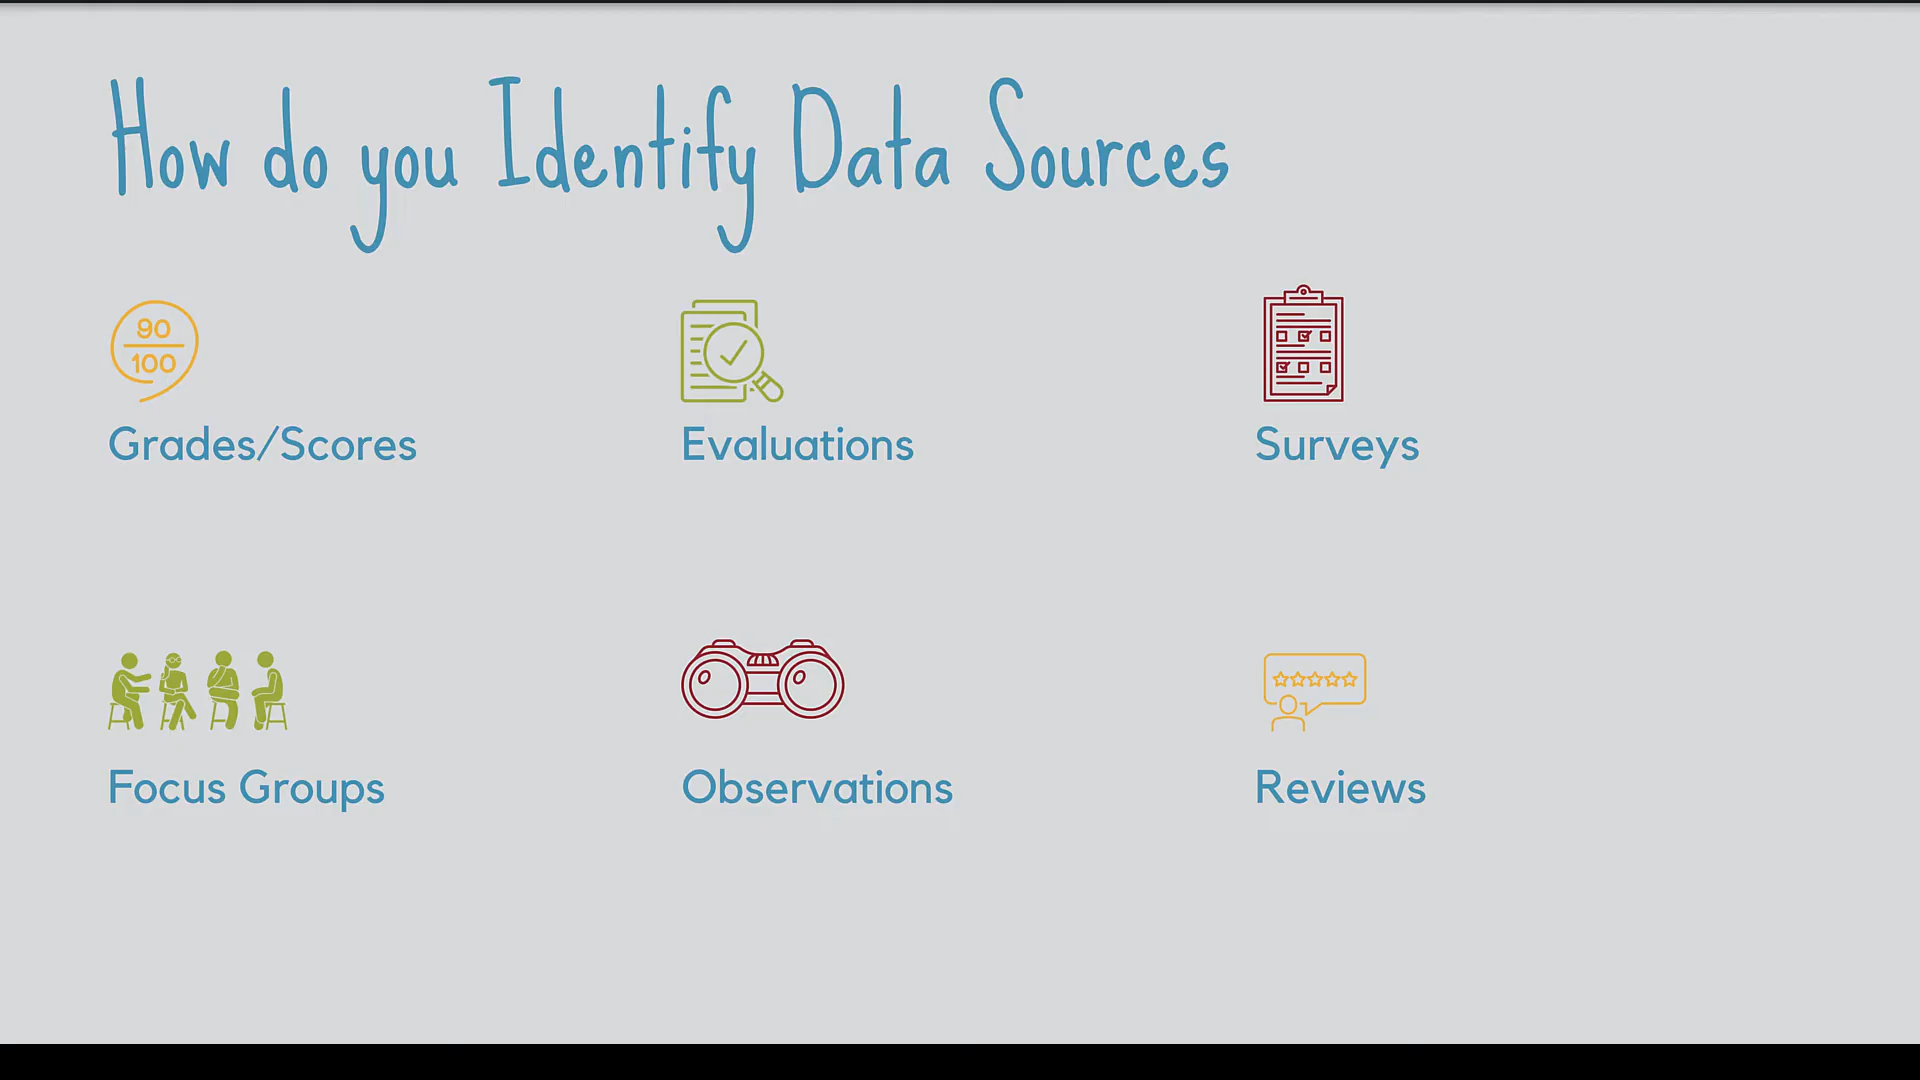 How do you Identify Data Sources
90
100
Grades/Scores
Evaluations
Surveys
Focus Groups
Observations
Reviews